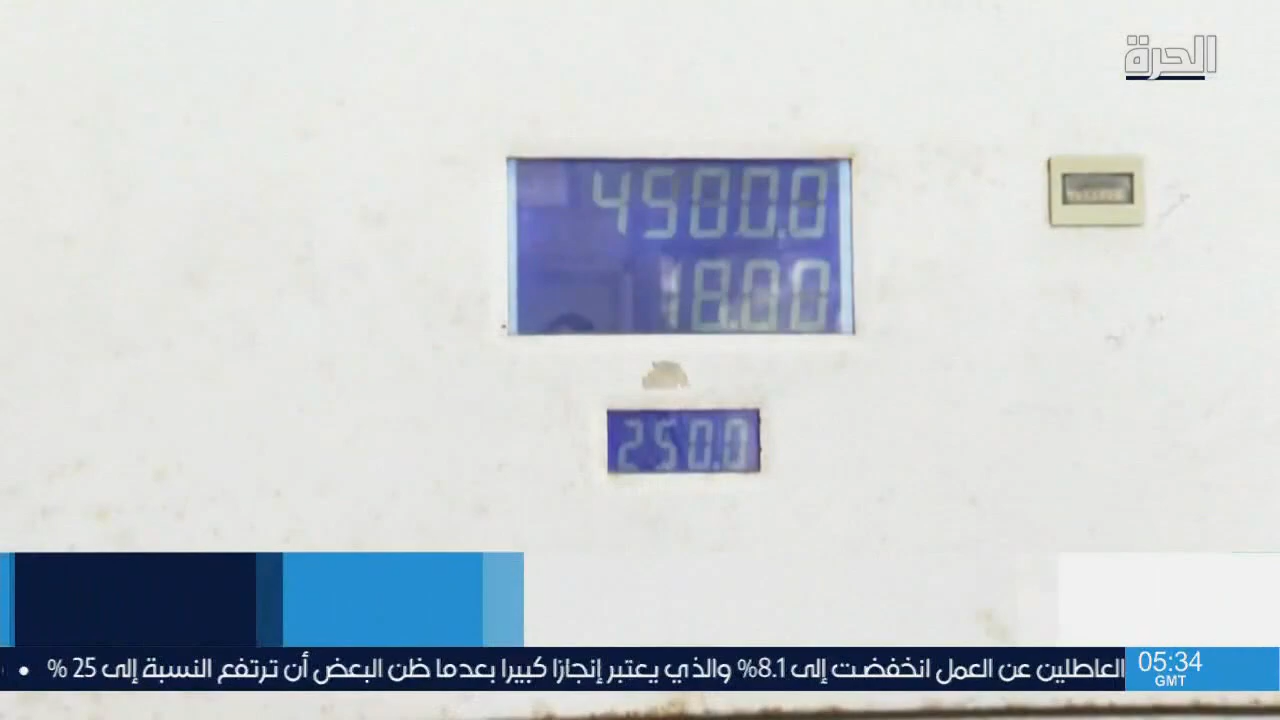 الحرة
4500.0
18.00
250.0
العاطلين عن العمل انخفضت إلى 8.1% والذي يعتبر إنجازا كبيرا بعدما ظن البعض أن ترتفع النسبة إلى 25 % •
05:34
GMT